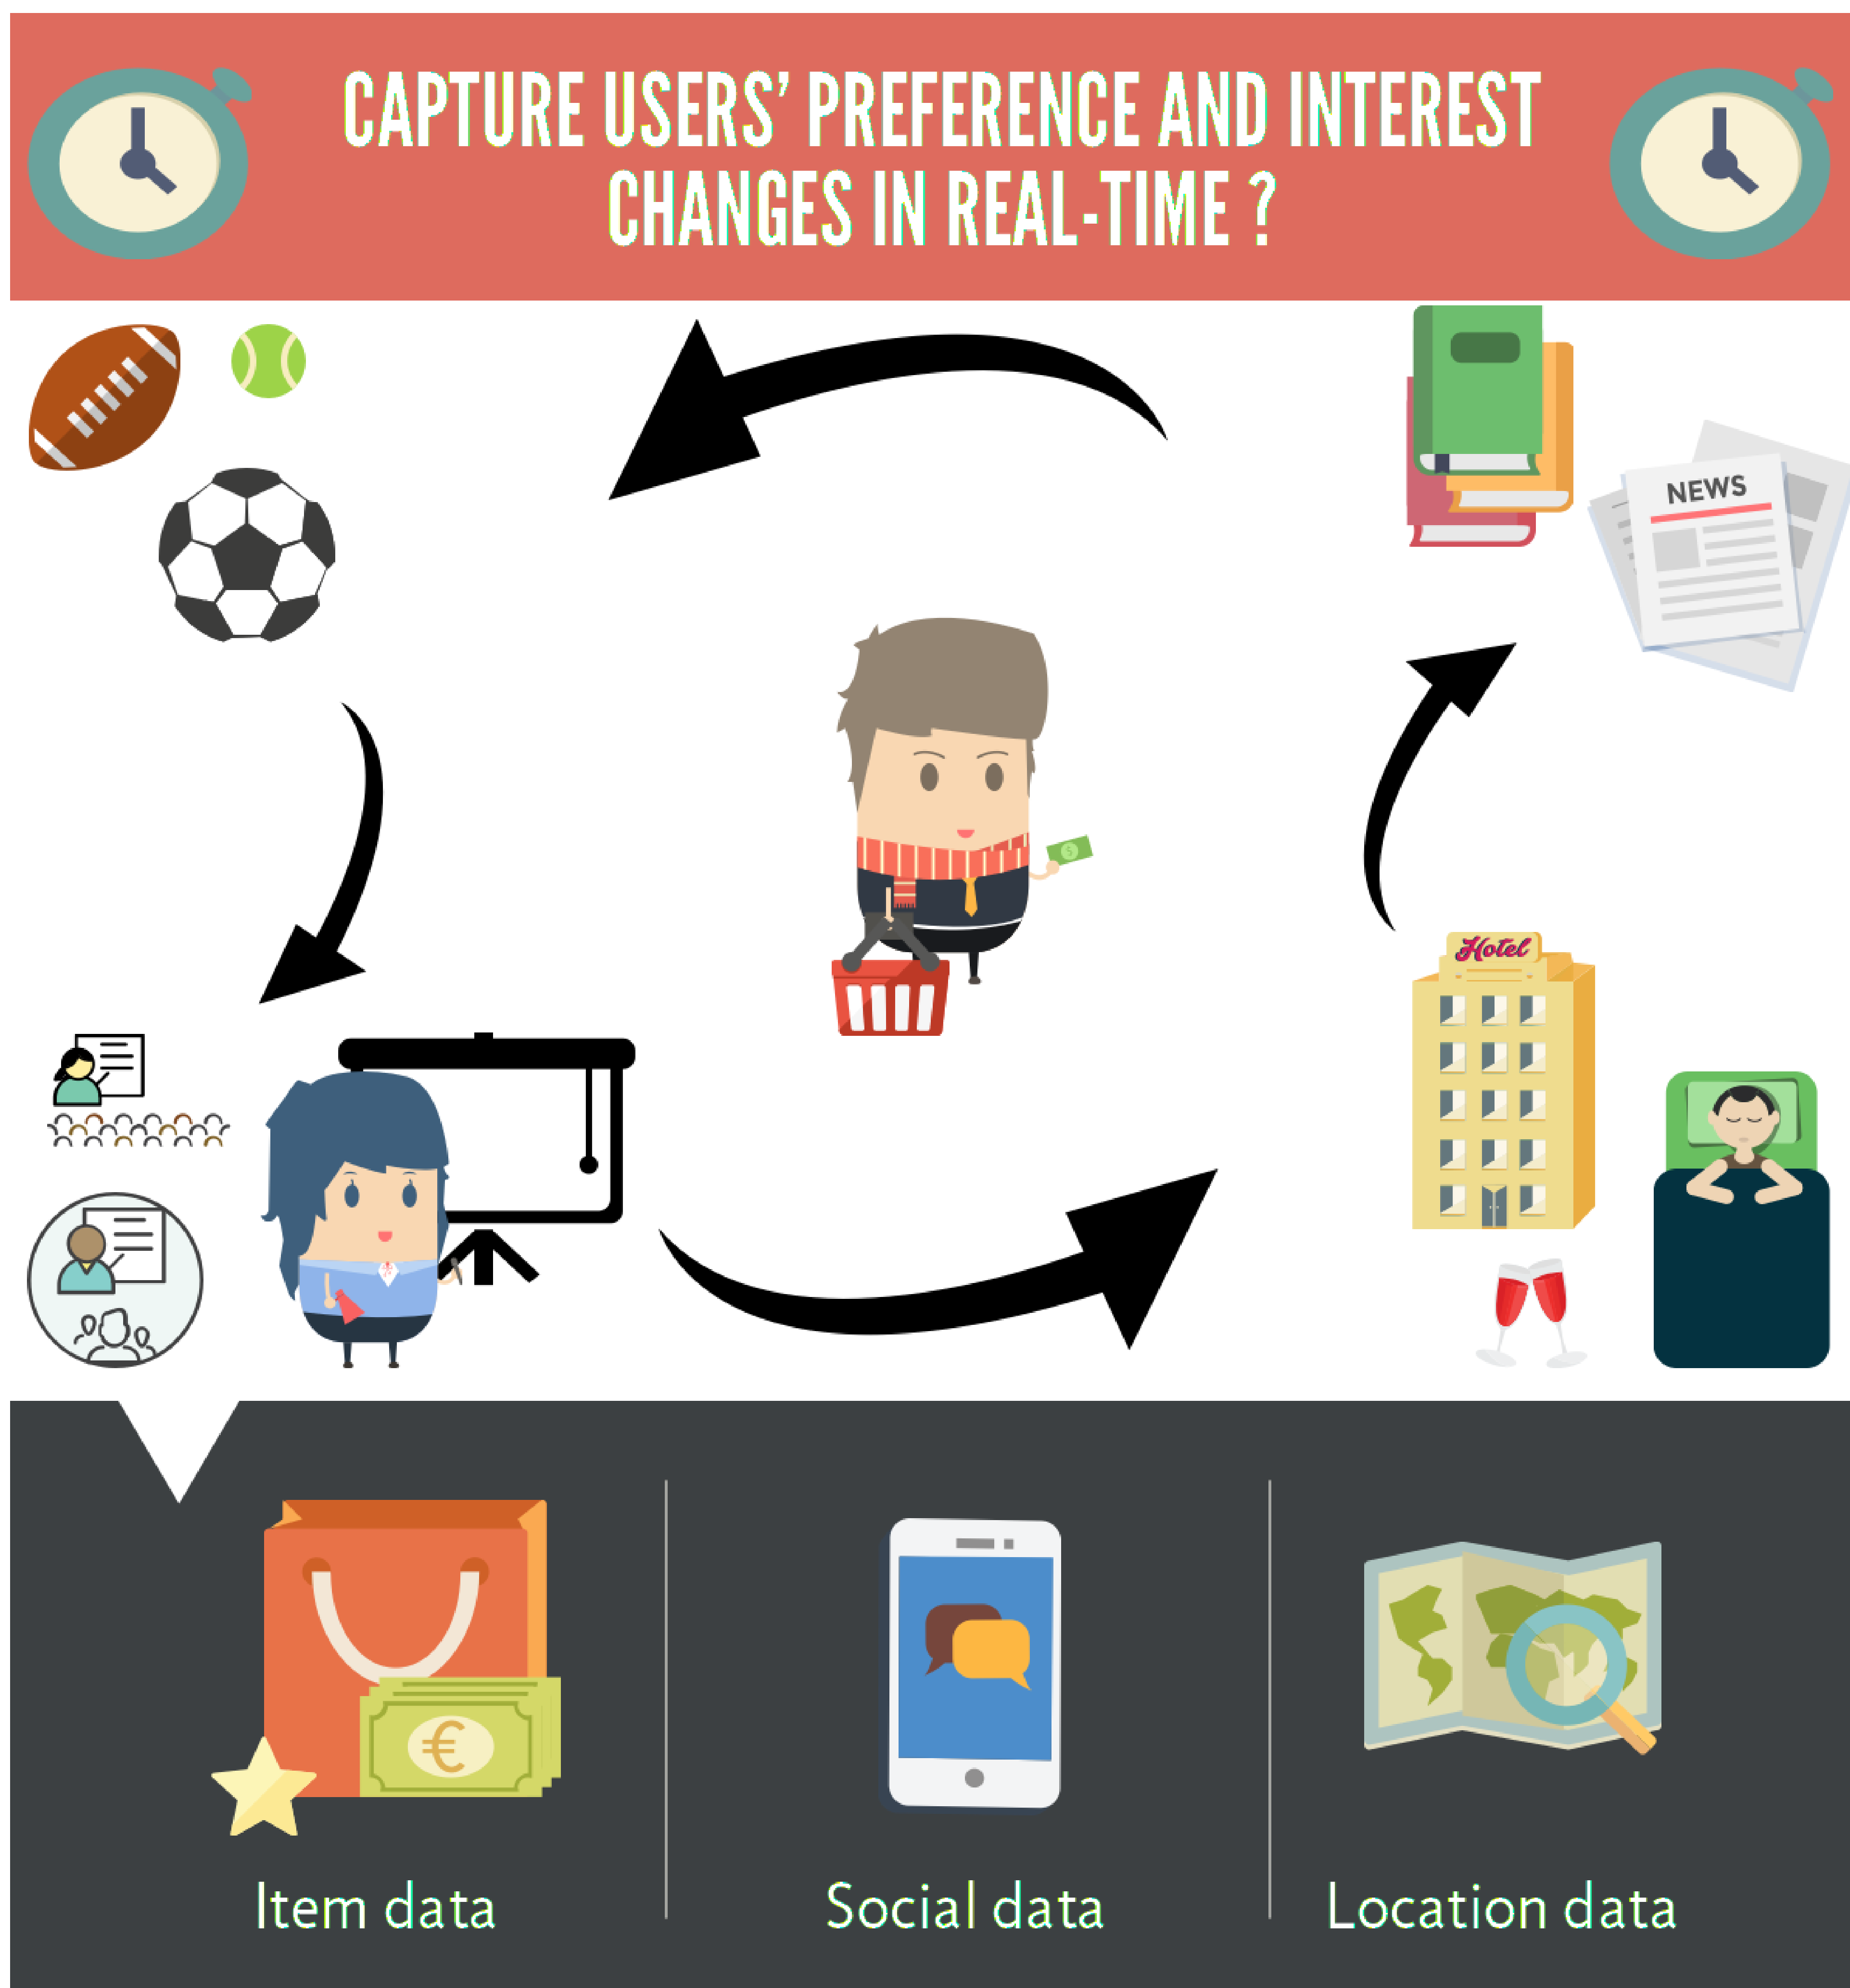 CAPTURE USERS’ PREFERENCE AND INTEREST
CHANGES IN REAL-TIME ?
NEWS
$
Hotel
€
Item data
Social data
Location data